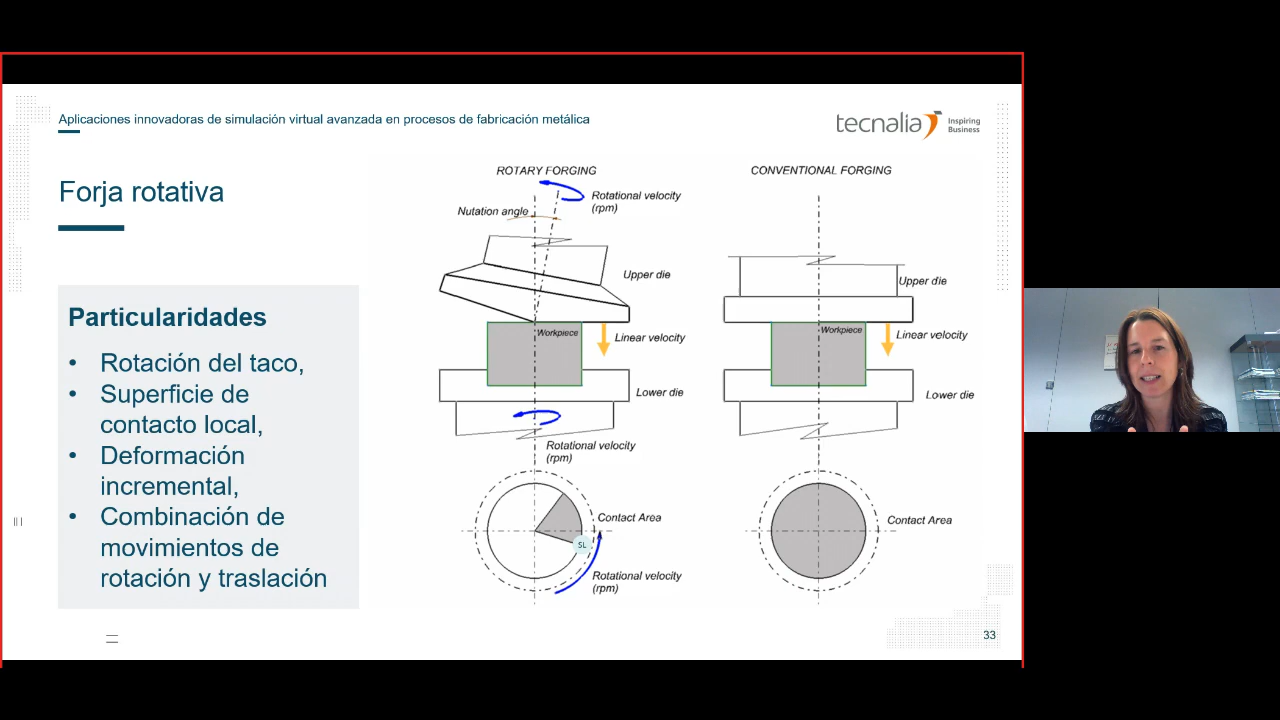 Aplicaciones innovadoras de simulación virtual avanzada en procesos de fabricación metálica
tecnalia Inspiring
Business
Forja rotativa
Particularidades
• Rotación del taco,
• Superficie de
contacto local,
• Deformación
incremental,
• Combinación de
movimientos de
rotación y traslación
ROTARY FORGING
Rotational velocity
(rpm)
Nutation angle
Upper die
Workpiece
Linear velocity
Lower die
Rotational velocity
(rpm)
Contact Area
SL
Rotational velocity
(rpm)
CONVENTIONAL FORGING
Upper die
Workpiece
Linear velocity
Lower die
Contact Area
33